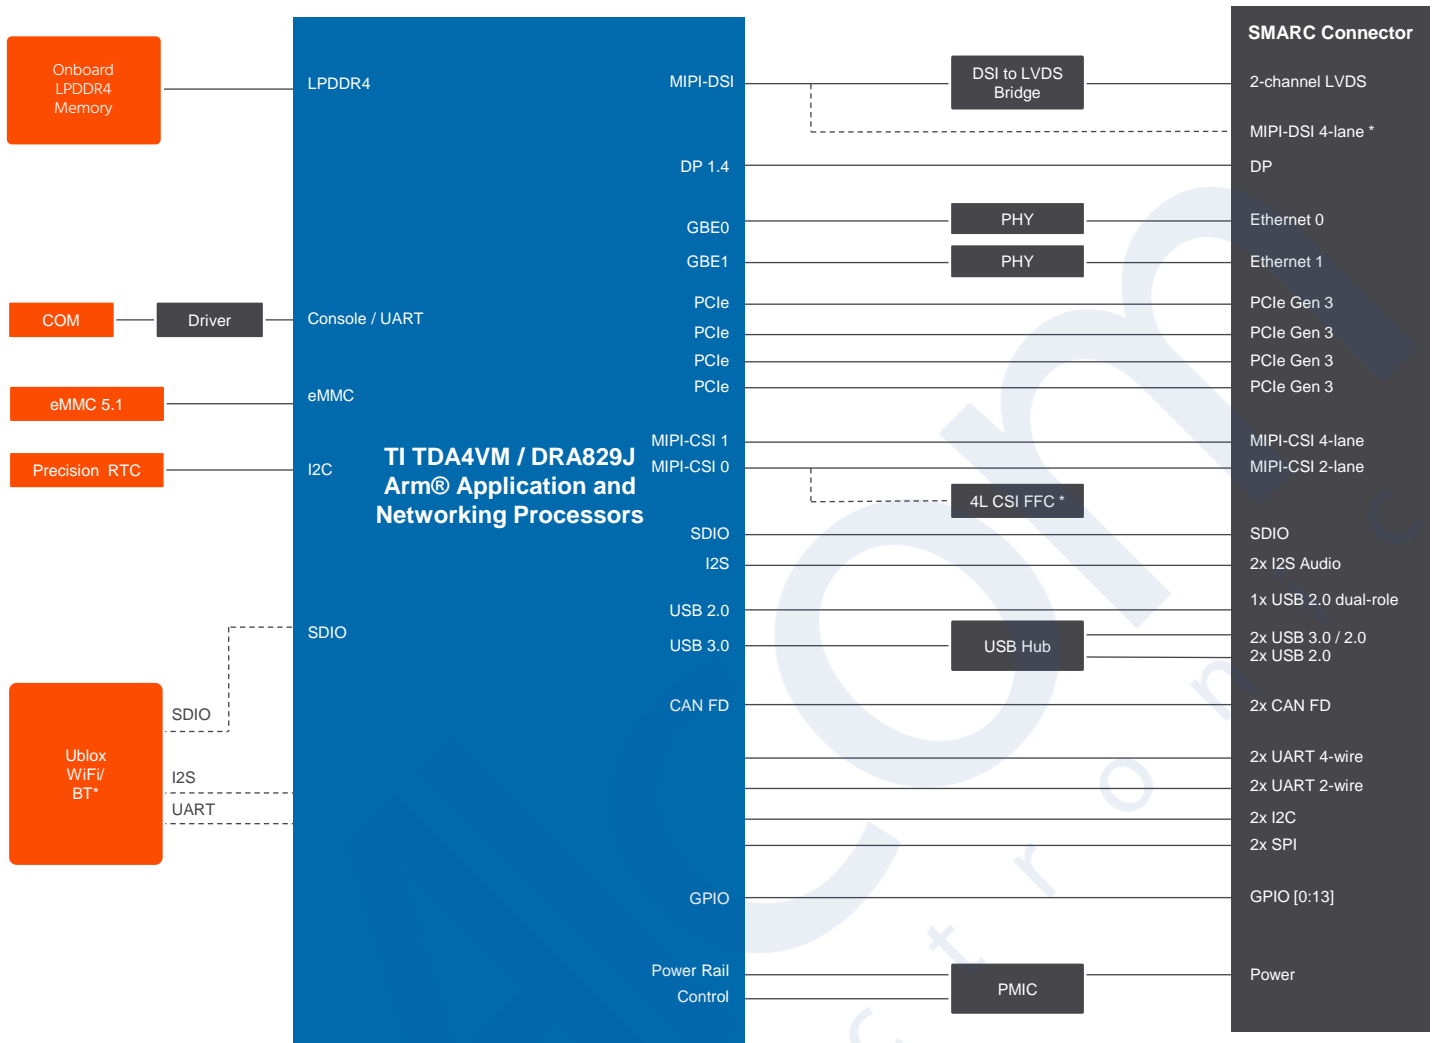 Onboard
LPDDR4
Memory
COM
Driver
eMMC 5.1
Precision RTC
SDIO
Ublox
WiFi/
BT*
I2S
UART
LPDDR4
Console / UART
eMMC
I2C
SDIO
TI TDA4VM / DRA829J
Arm® Application and
Networking Processors
MIPI-DSI
DP 1.4
GBE0
GBE1
PCIe
PCIe
PCIe
PCIe
MIPI-CSI 1
MIPI-CSI 0
SDIO
I2S
USB 2.0
USB 3.0
CAN FD
GPIO
Power Rail
Control
DSI to LVDS
Bridge
PHY
PHY
4L CSI FFC *
USB Hub
PMIC
SMARC Connector
2-channel LVDS
MIPI-DSI 4-lane *
DP
Ethernet 0
Ethernet 1
PCIe Gen 3
PCIe Gen 3
PCIe Gen 3
PCIe Gen 3
MIPI-CSI 4-lane
MIPI-CSI 2-lane
SDIO
2x I2S Audio
1x USB 2.0 dual-role
2x USB 3.0 / 2.0
2x USB 2.0
2x CAN FD
2x UART 4-wire
2x UART 2-wire
2x I2C
2x SPI
GPIO [0:13]
Power